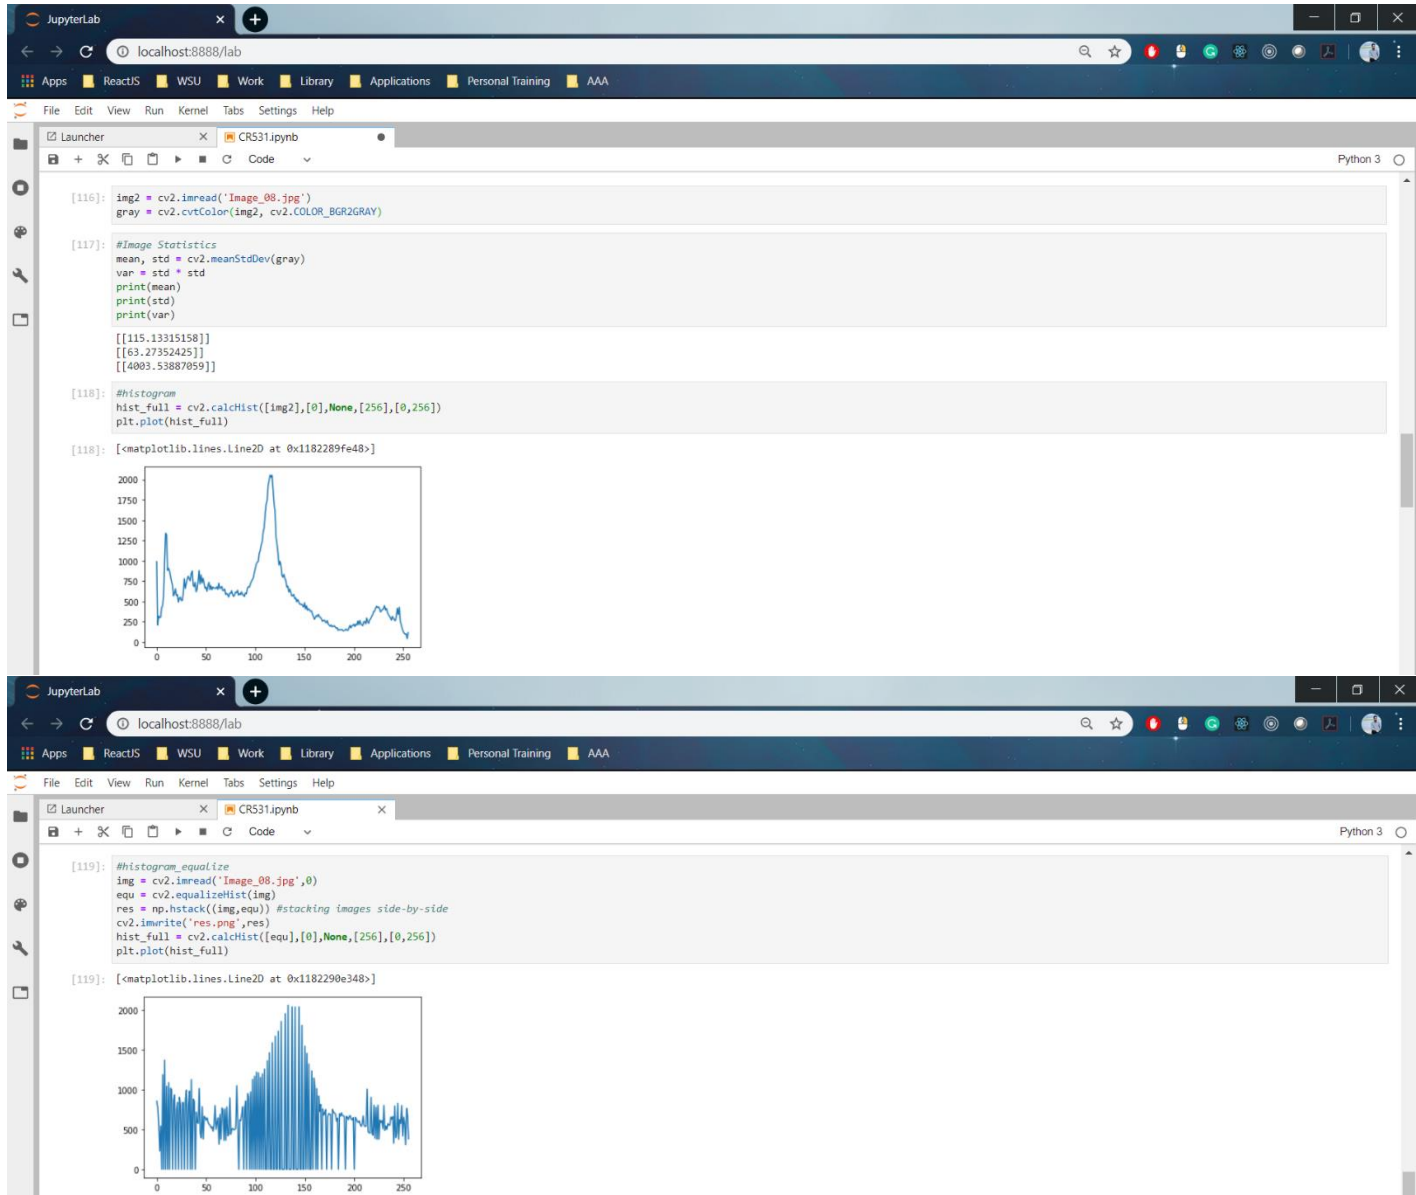 JupyterLab
localhost:8888/lab
Apps ReactJS WSU Work Library Applications Personal Training AAA
File Edit View Run Kernel Tabs Settings Help
Launcher CR531.ipynb
Code Python 3
[116]: img2 = cv2.imread('Image_08.jpg')
gray = cv2.cvtColor(img2, cv2.COLOR_BGR2GRAY)
[117]: #Image Statistics
mean, std = cv2.meanStdDev(gray)
var = std * std
print(mean)
print(std)
print(var)
[[115.13315158]]
[[63.27352425]]
[[4003.53887059]]
[118]: #histogram
hist_full = cv2.calcHist([img2],[0],None,[256],[0,256])
plt.plot(hist_full)
[118]: [<matplotlib.lines.Line2D at 0x1182289fe48>]
2000
1750
1500
1250
1000
750
500
250
0
0 50 100 150 200 250
JupyterLab
localhost:8888/lab
Apps ReactJS WSU Work Library Applications Personal Training AAA
File Edit View Run Kernel Tabs Settings Help
Launcher CR531.ipynb
Code Python 3
[119]: #histogram_equalize
img = cv2.imread('Image_08.jpg',0)
equ = cv2.equalizeHist(img)
res = np.hstack((img,equ)) #stacking images side-by-side
cv2.imwrite('res.png',res)
hist_full = cv2.calcHist([equ],[0],None,[256],[0,256])
plt.plot(hist_full)
[119]: [<matplotlib.lines.Line2D at 0x1182290e348>]
2000
1500
1000
500
0
0 50 100 150 200 250